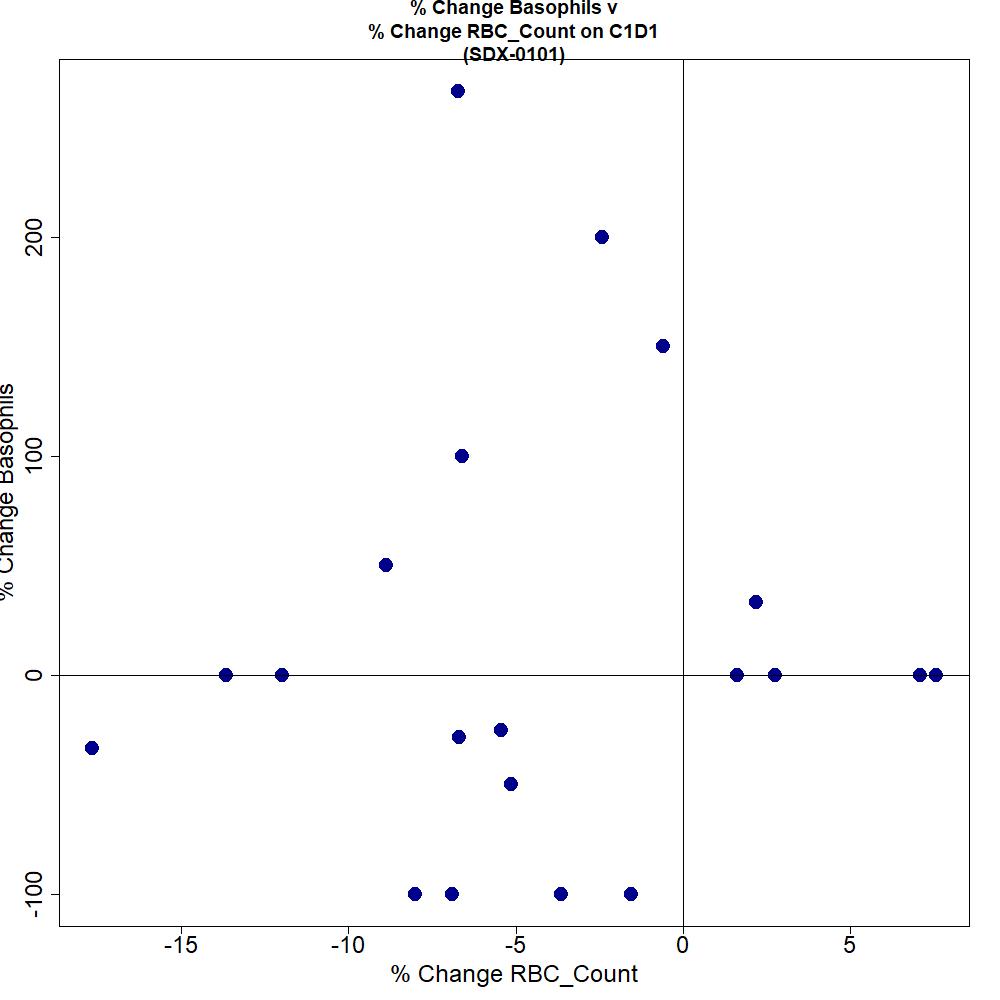 % Change Basophils v
% Change RBC_Count on C1D1
(SDX-0101)
% Change Basophils
200
100
0
-100
-15
-10
-5
0
5
% Change RBC_Count